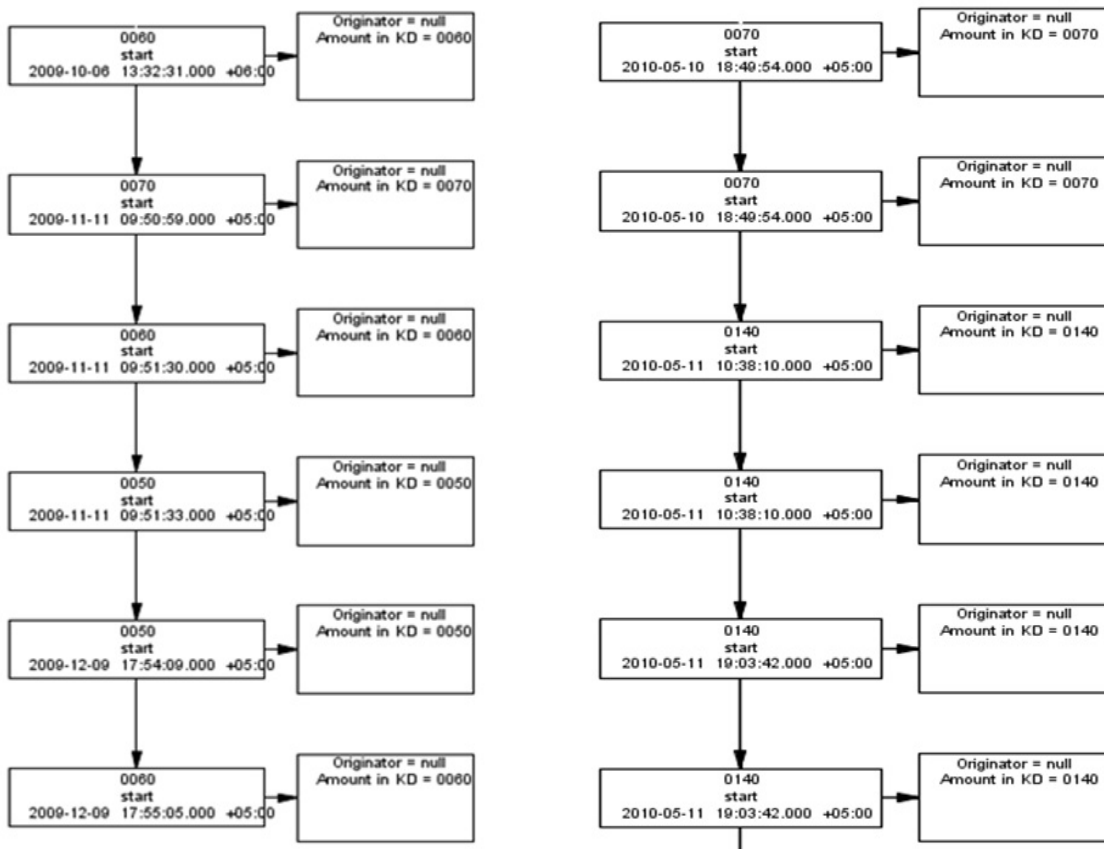 0060
start
2009-10-06 13:32:31.000 +06:00
Originator = null
Amount in KD = 0060
0070
start
2009-11-11 09:50:59.000 +05:00
Originator = null
Amount in KD = 0070
0060
start
2009-11-11 09:51:30.000 +05:00
Originator = null
Amount in KD = 0060
0050
start
2009-11-11 09:51:33.000 +05:00
Originator = null
Amount in KD = 0050
0050
start
2009-12-09 17:54:09.000 +05:00
Originator = null
Amount in KD = 0050
0060
start
2009-12-09 17:55:05.000 +05:00
Originator = null
Amount in KD = 0060
0070
start
2010-05-10 18:49:54.000 +05:00
Originator = null
Amount in KD = 0070
0070
start
2010-05-10 18:49:54.000 +05:00
Originator = null
Amount in KD = 0070
0140
start
2010-05-11 10:38:10.000 +05:00
Originator = null
Amount in KD = 0140
0140
start
2010-05-11 10:38:10.000 +05:00
Originator = null
Amount in KD = 0140
0140
start
2010-05-11 19:03:42.000 +05:00
Originator = null
Amount in KD = 0140
0140
start
2010-05-11 19:03:42.000 +05:00
Originator = null
Amount in KD = 0140